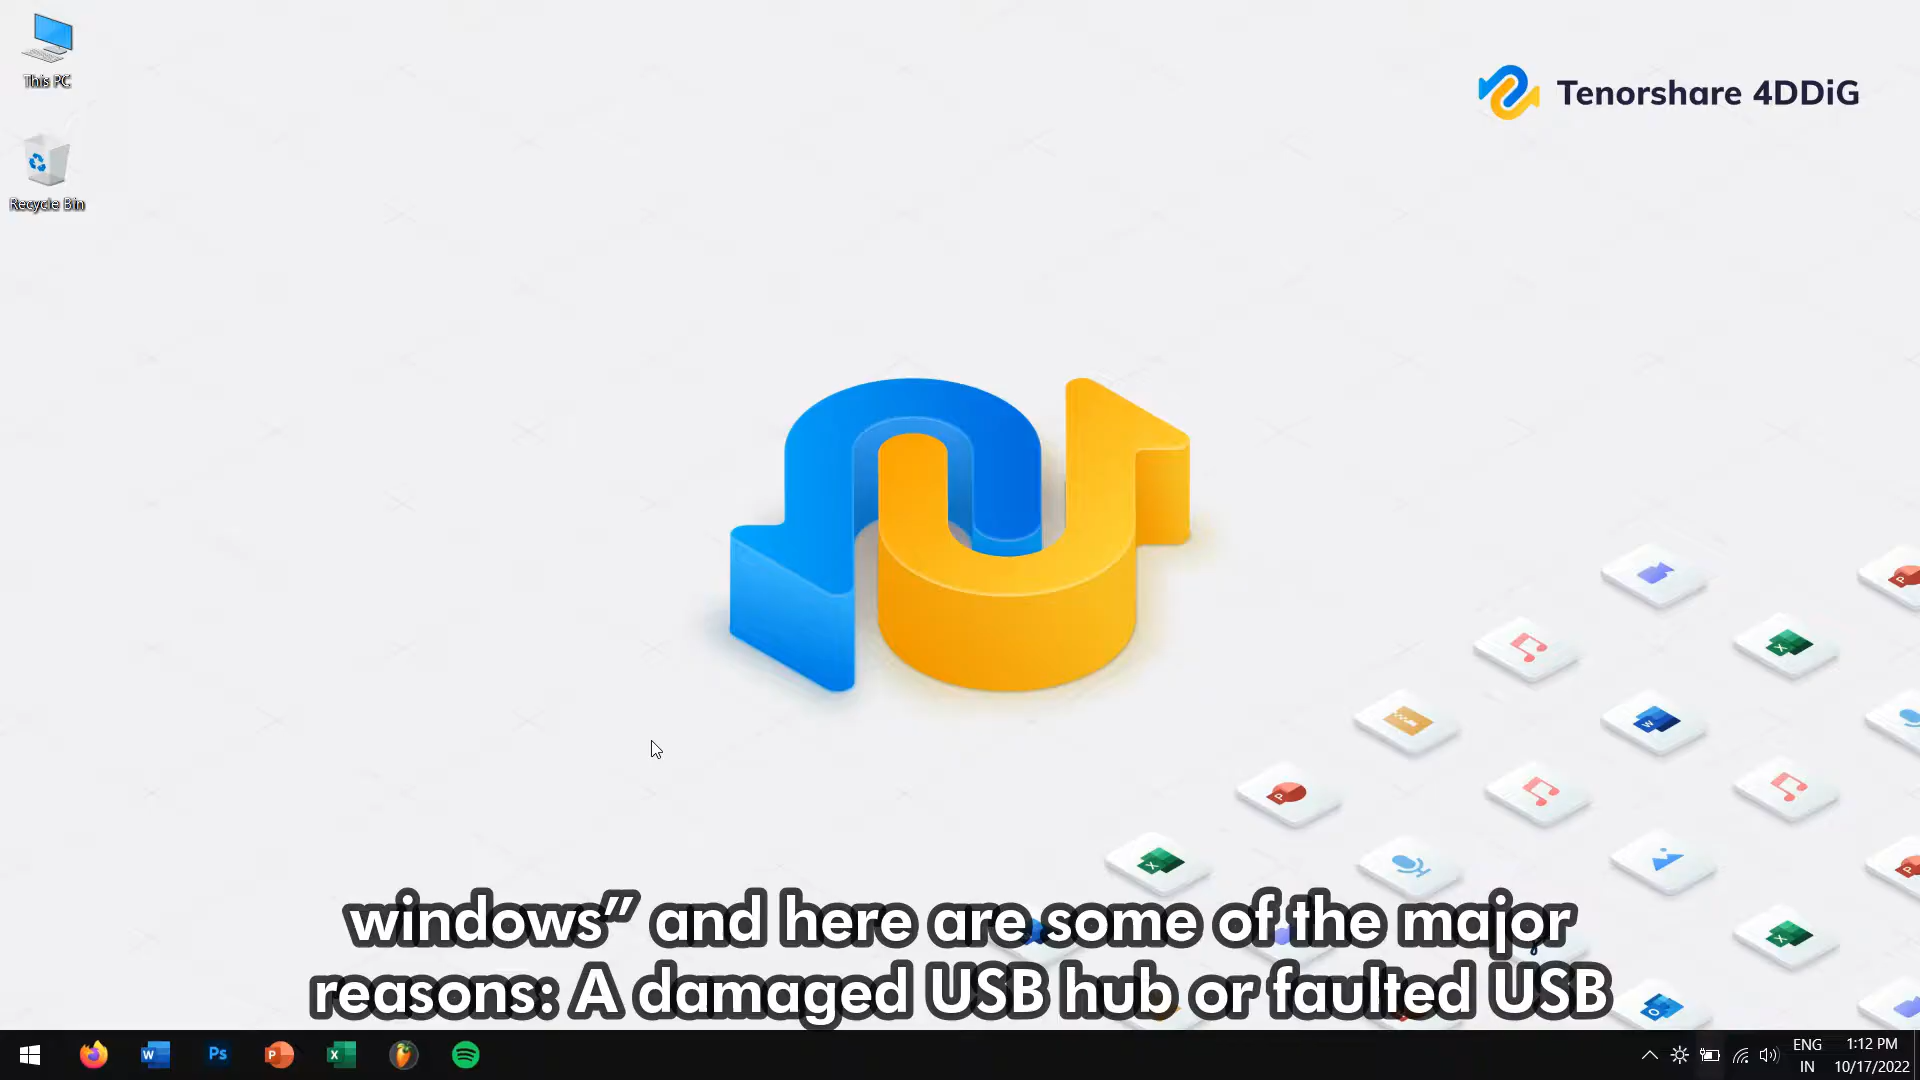 This PC
Recycle Bin
Tenorshare 4DDiG
windows” and here are some of the major
reasons: A damaged USB hub or faulted USB
ENG
IN
1:12 PM
10/17/2022